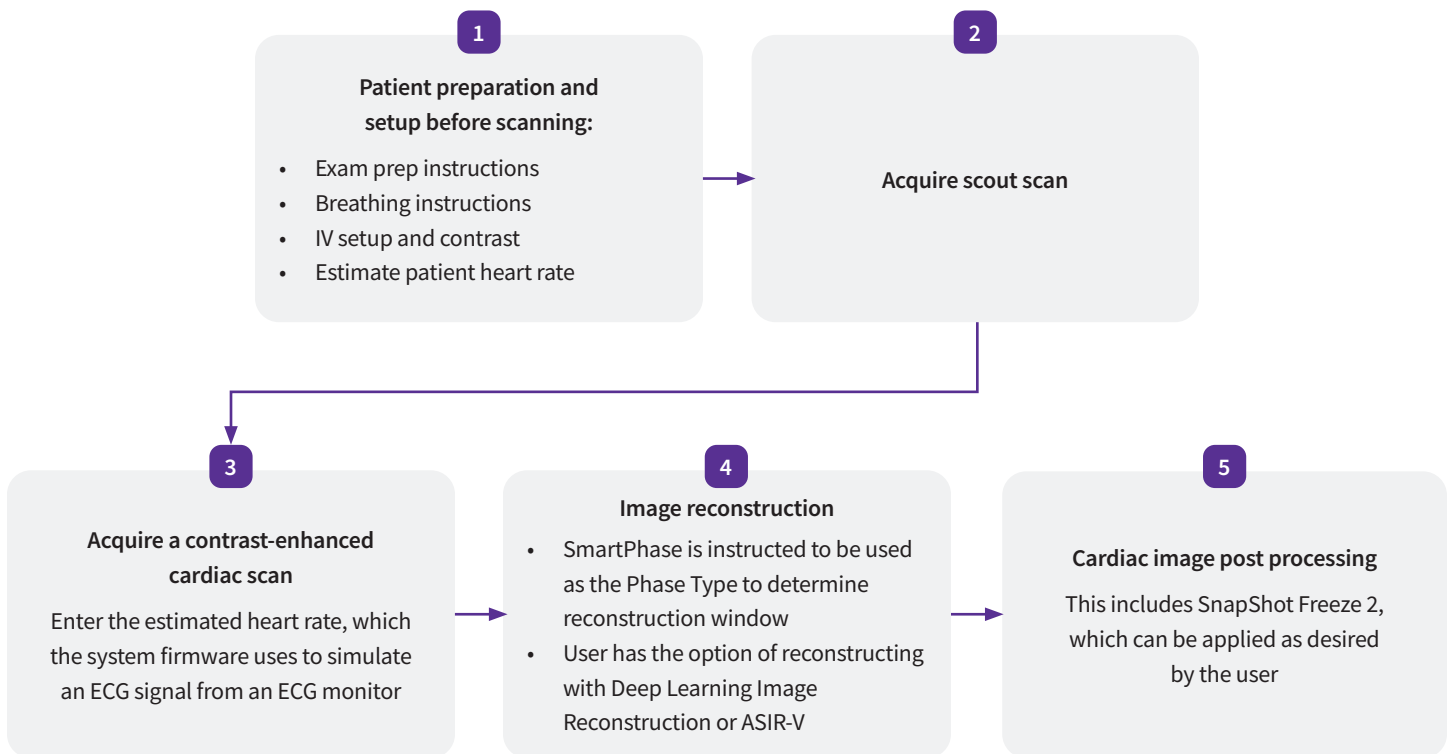 1
Patient preparation and
setup before scanning:
• Exam prep instructions
• Breathing instructions
• IV setup and contrast
• Estimate patient heart rate
2
Acquire scout scan
3
Acquire a contrast-enhanced
cardiac scan
Enter the estimated heart rate, which
the system firmware uses to simulate
an ECG signal from an ECG monitor
4
Image reconstruction
• SmartPhase is instructed to be used
as the Phase Type to determine
reconstruction window
• User has the option of reconstructing
with Deep Learning Image
Reconstruction or ASIR-V
5
Cardiac image post processing
This includes SnapShot Freeze 2,
which can be applied as desired
by the user